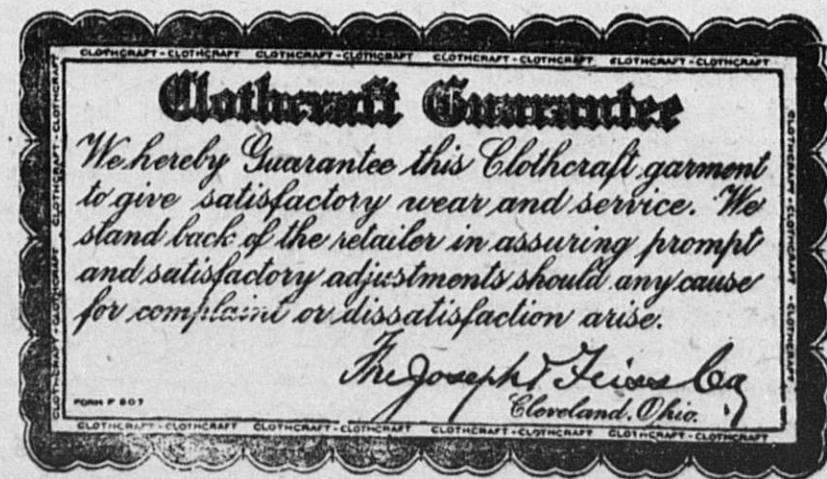 CLOTHCRAFT - CLOTHCRAFT CLOTHCRAFT - CLOTHCRAFT CLOTHCRAFT - CLOTHCRAFT CLOTHCRAFT - CLOTHCRAFT
Clothcraft Guarantee
We hereby Guarantee this Clothcraft garment
to give satisfactory wear and service. We
stand back of the retailer in assuring prompt
and satisfactory adjustments should any cause
for complaint or dissatisfaction arise.
The Joseph & Feiss Co
FORM F 607
Cleveland, Ohio.
CLOTHCRAFT - CLOTHCRAFT CLOTHCRAFT - CLOTHCRAFT CLOTHCRAFT - CLOTHCRAFT CLOTHCRAFT - CLOTHCRAFT